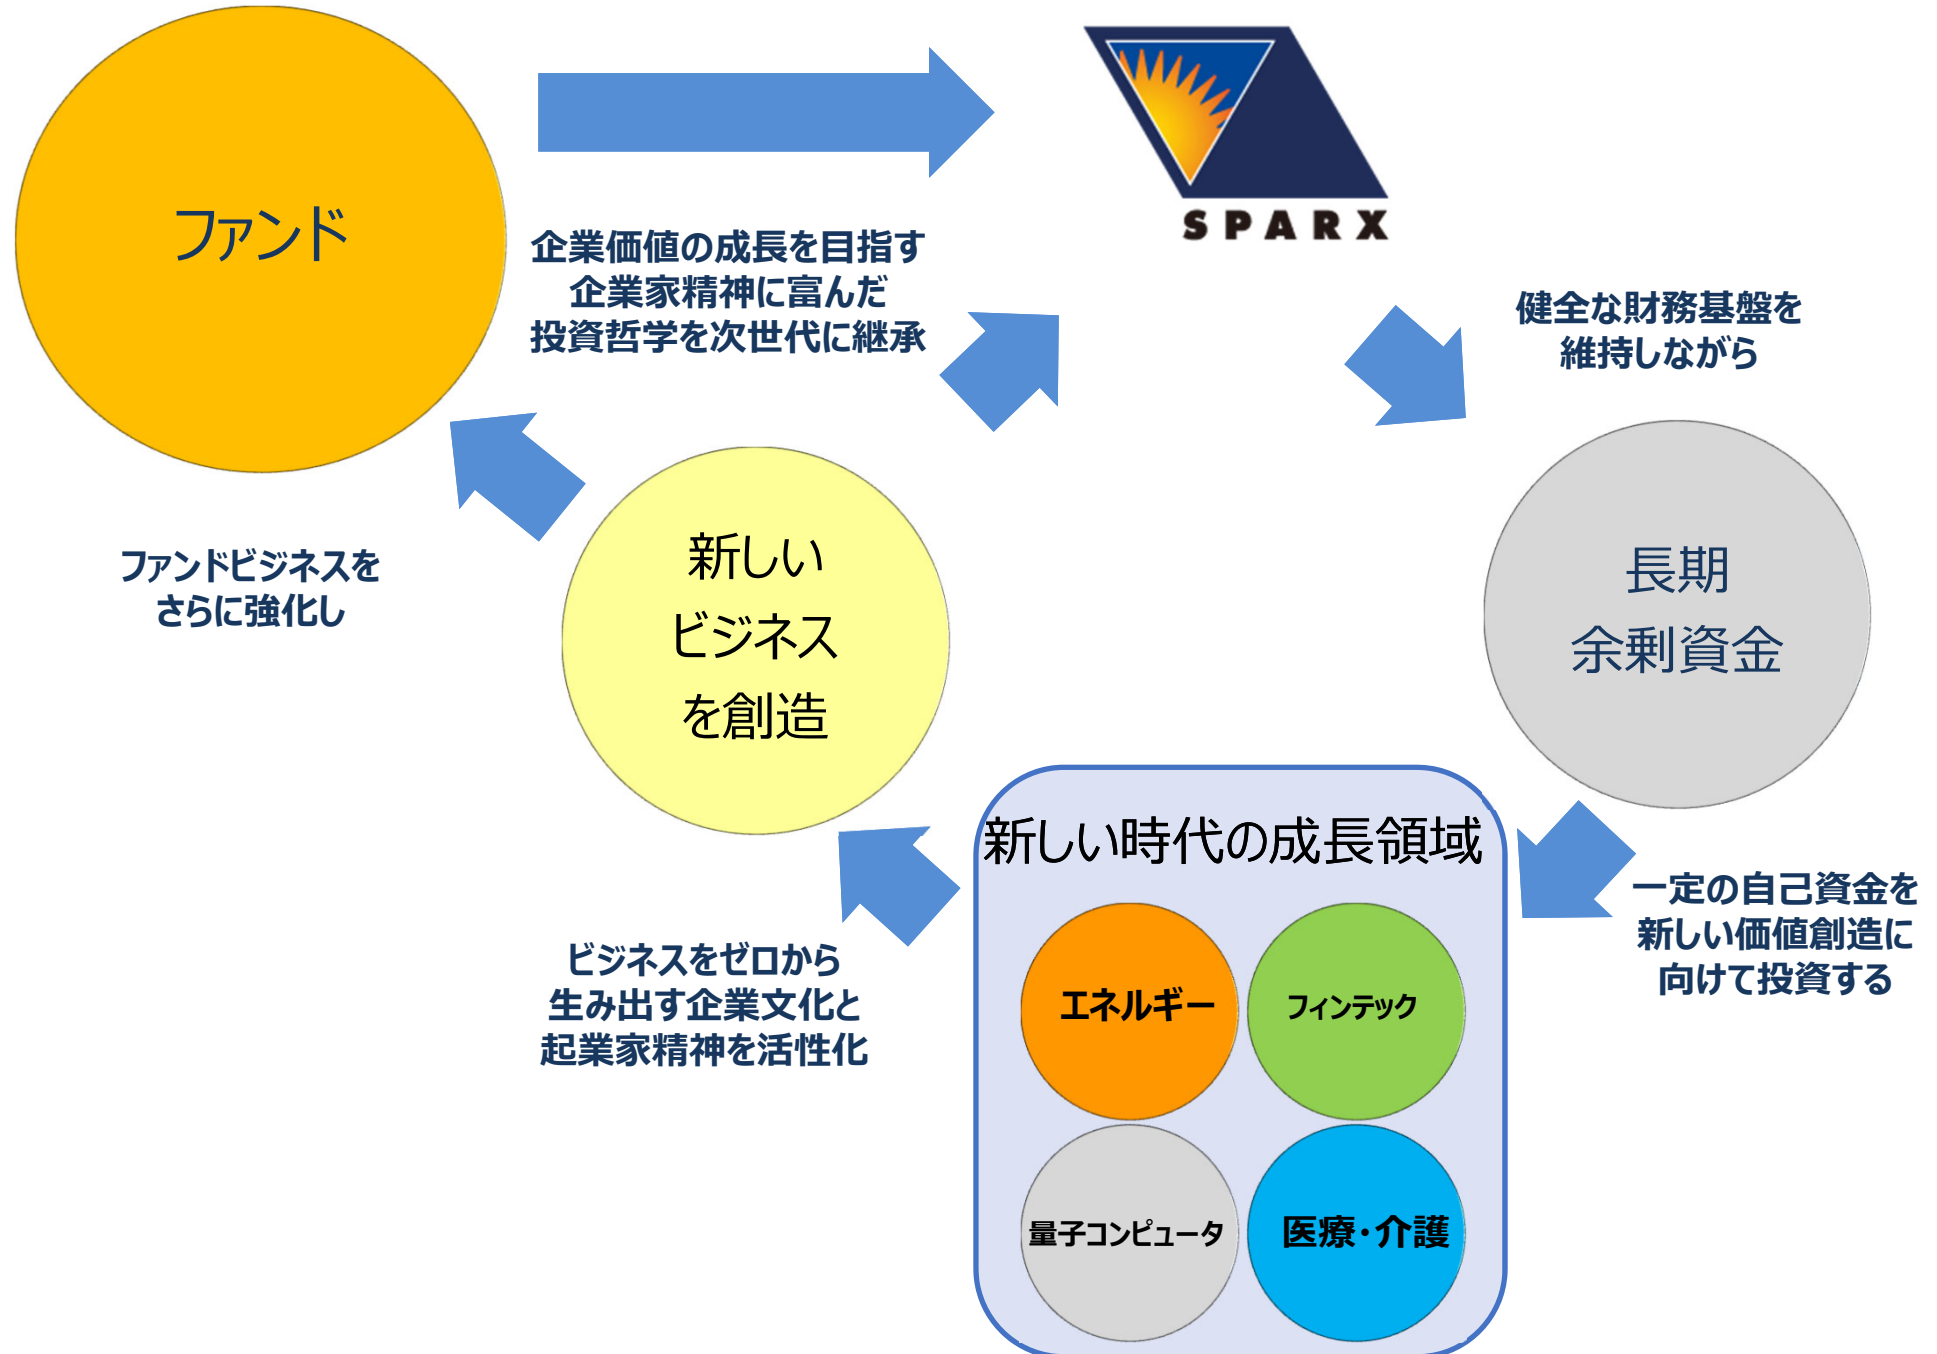 ファンド
SPARX
企業価値の成長を目指す
企業家精神に富んだ
投資哲学を次世代に継承
健全な財務基盤を
維持しながら
ファンドビジネスを
さらに強化し
新しい
ビジネス
を創造
長期
余剰資金
新しい時代の成長領域
一定の自己資金を
新しい価値創造に
向けて投資する
ビジネスをゼロから
生み出す企業文化と
起業家精神を活性化
エネルギー
フィンテック
量子コンピュータ
医療・介護